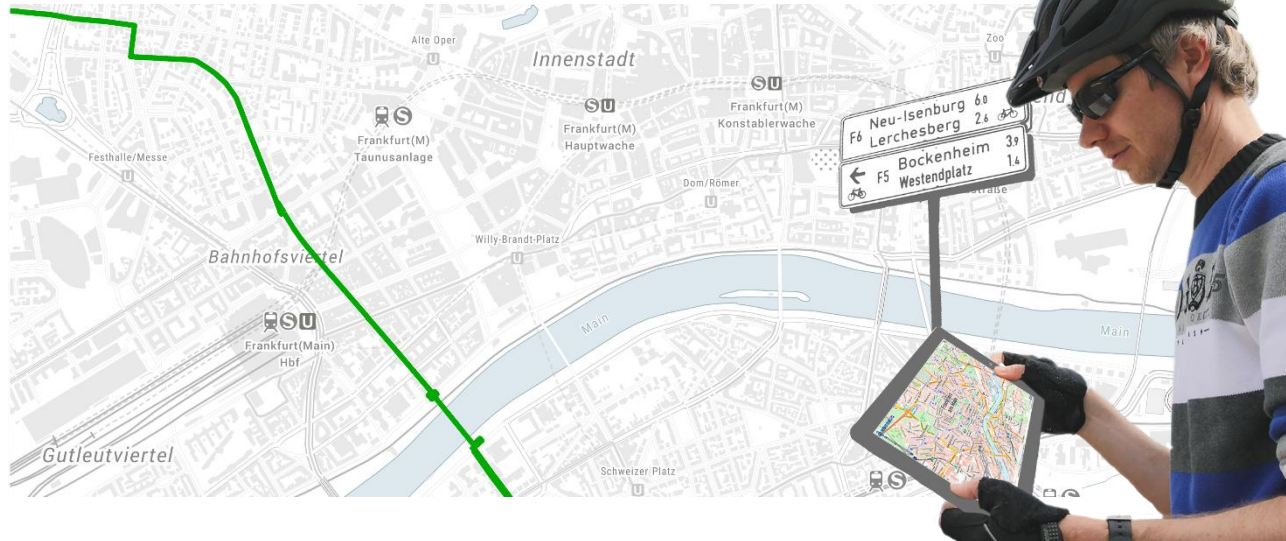 Alte Oper
U
Innenstadt
Zoo
U
S
Frankfurt(M)
Taunusanlage
S U
Frankfurt(M)
Hauptwache
S U
Frankfurt(M)
Konstablerwache
F6 Neu-Isenburg 6.0
Lerchesberg 2.6
F5 Bockenheim 3.9
Westendplatz 1.4
Festhalle/Messe
U
Dom/Römer
U
Willy-Brandt-Platz
U
Bahnhofsviertel
S U
Frankfurt(Main)
Hbf
Main
Main
Gutleutviertel
Schweizer Platz
U
S